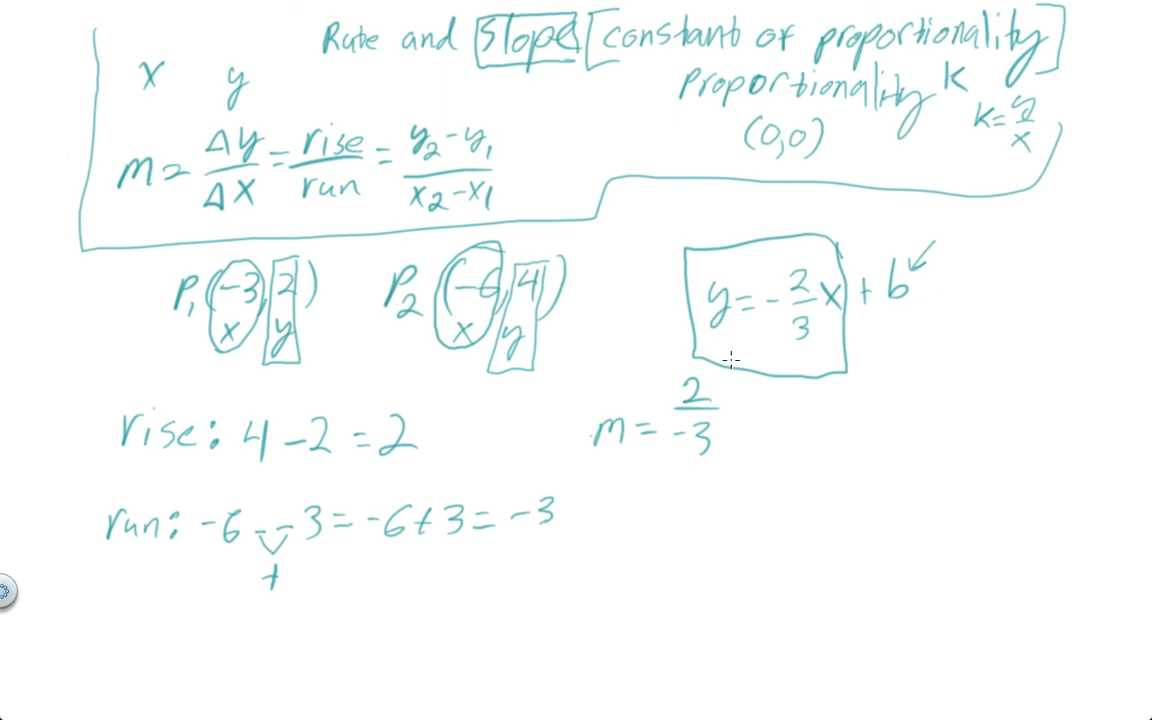 Rate and Slope [constant of proportionality]
x y
Proportionality k
(0,0) k = y/x
m = Δy/Δx = rise/run = y₂-y₁/x₂-x₁
P₁(-3, 2) P₂(-6, 4) y = -2/3x + b
x y x y
rise: 4 - 2 = 2 m = 2/-3
run: -6 - -3 = -6 + 3 = -3
+